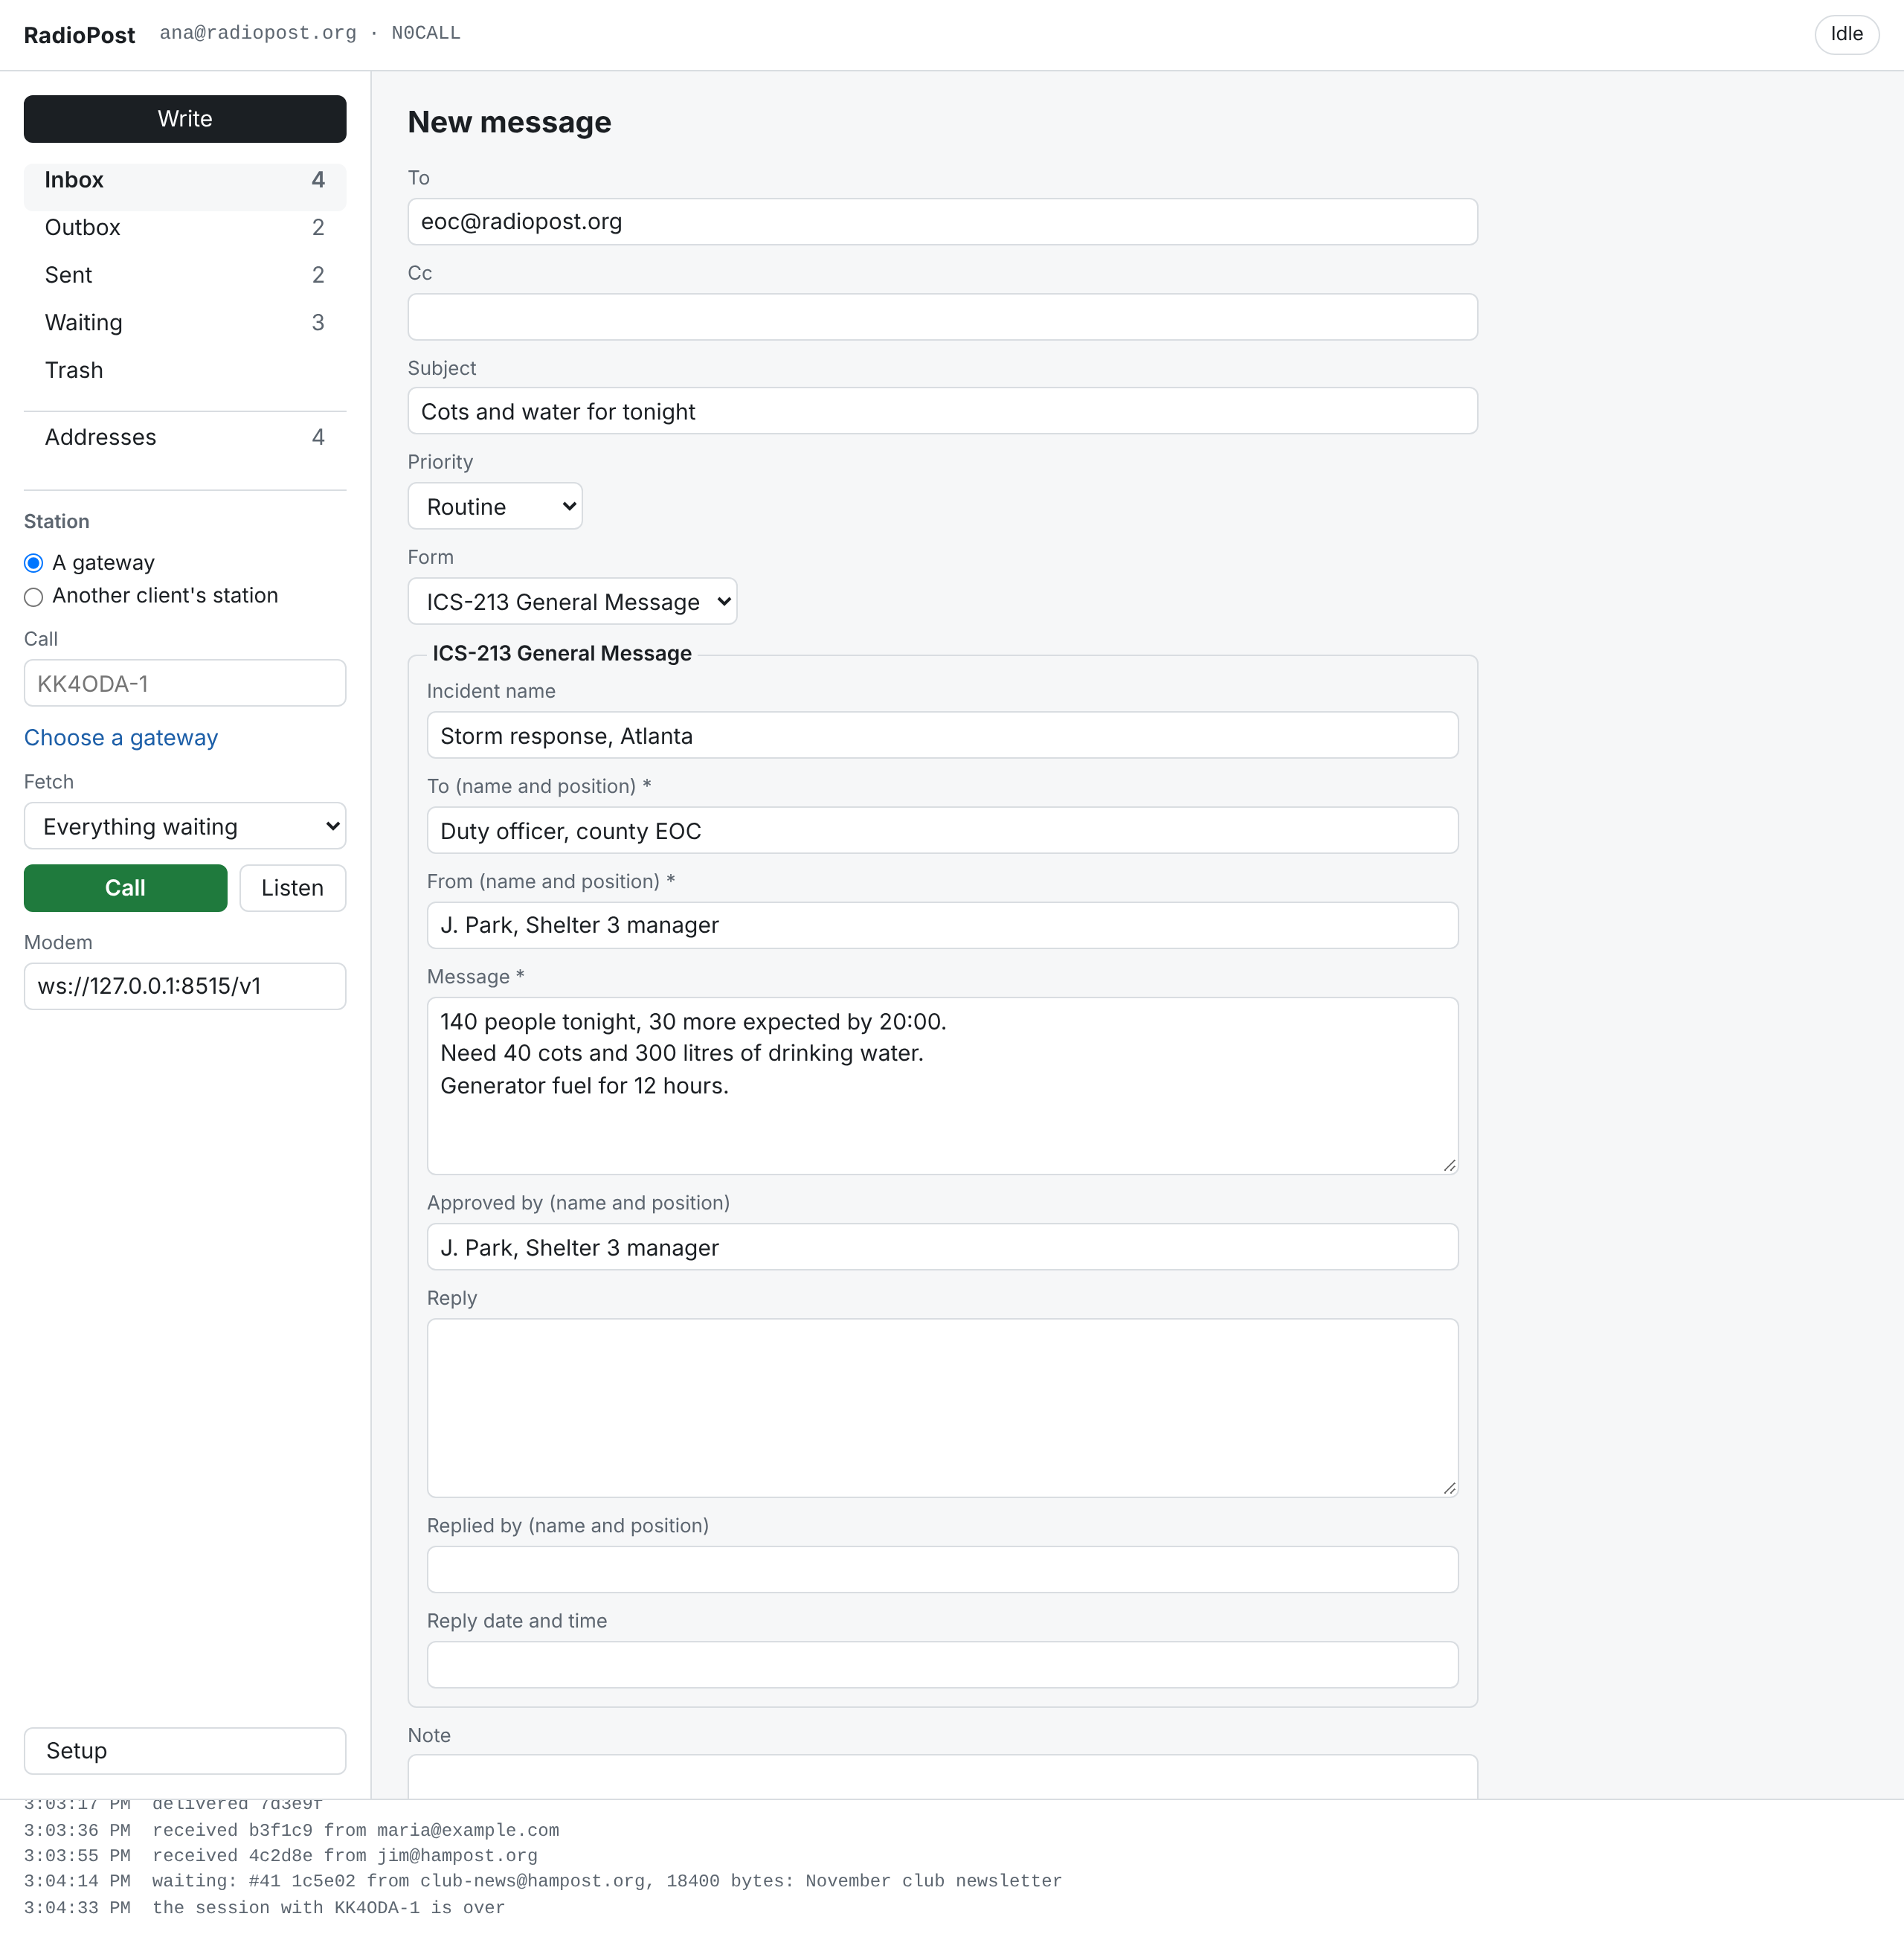 RadioPost ana@radiopost.org · N0CALL
Idle
Write
Inbox 4
Outbox 2
Sent 2
Waiting 3
Trash
Addresses 4
Station
A gateway
Another client's station
Call
KK4ODA-1
Choose a gateway
Fetch
Everything waiting
Call Listen
Modem
ws://127.0.0.1:8515/v1
Setup
New message
To
eoc@radiopost.org
Cc
Subject
Cots and water for tonight
Priority
Routine
Form
ICS-213 General Message
ICS-213 General Message
Incident name
Storm response, Atlanta
To (name and position) *
Duty officer, county EOC
From (name and position) *
J. Park, Shelter 3 manager
Message *
140 people tonight, 30 more expected by 20:00.
Need 40 cots and 300 litres of drinking water.
Generator fuel for 12 hours.
Approved by (name and position)
J. Park, Shelter 3 manager
Reply
Replied by (name and position)
Reply date and time
Note
3:03:17 PM delivered 7d3e9f
3:03:36 PM received b3f1c9 from maria@example.com
3:03:55 PM received 4c2d8e from jim@hampost.org
3:04:14 PM waiting: #41 1c5e02 from club-news@hampost.org, 18400 bytes: November club newsletter
3:04:33 PM the session with KK4ODA-1 is over